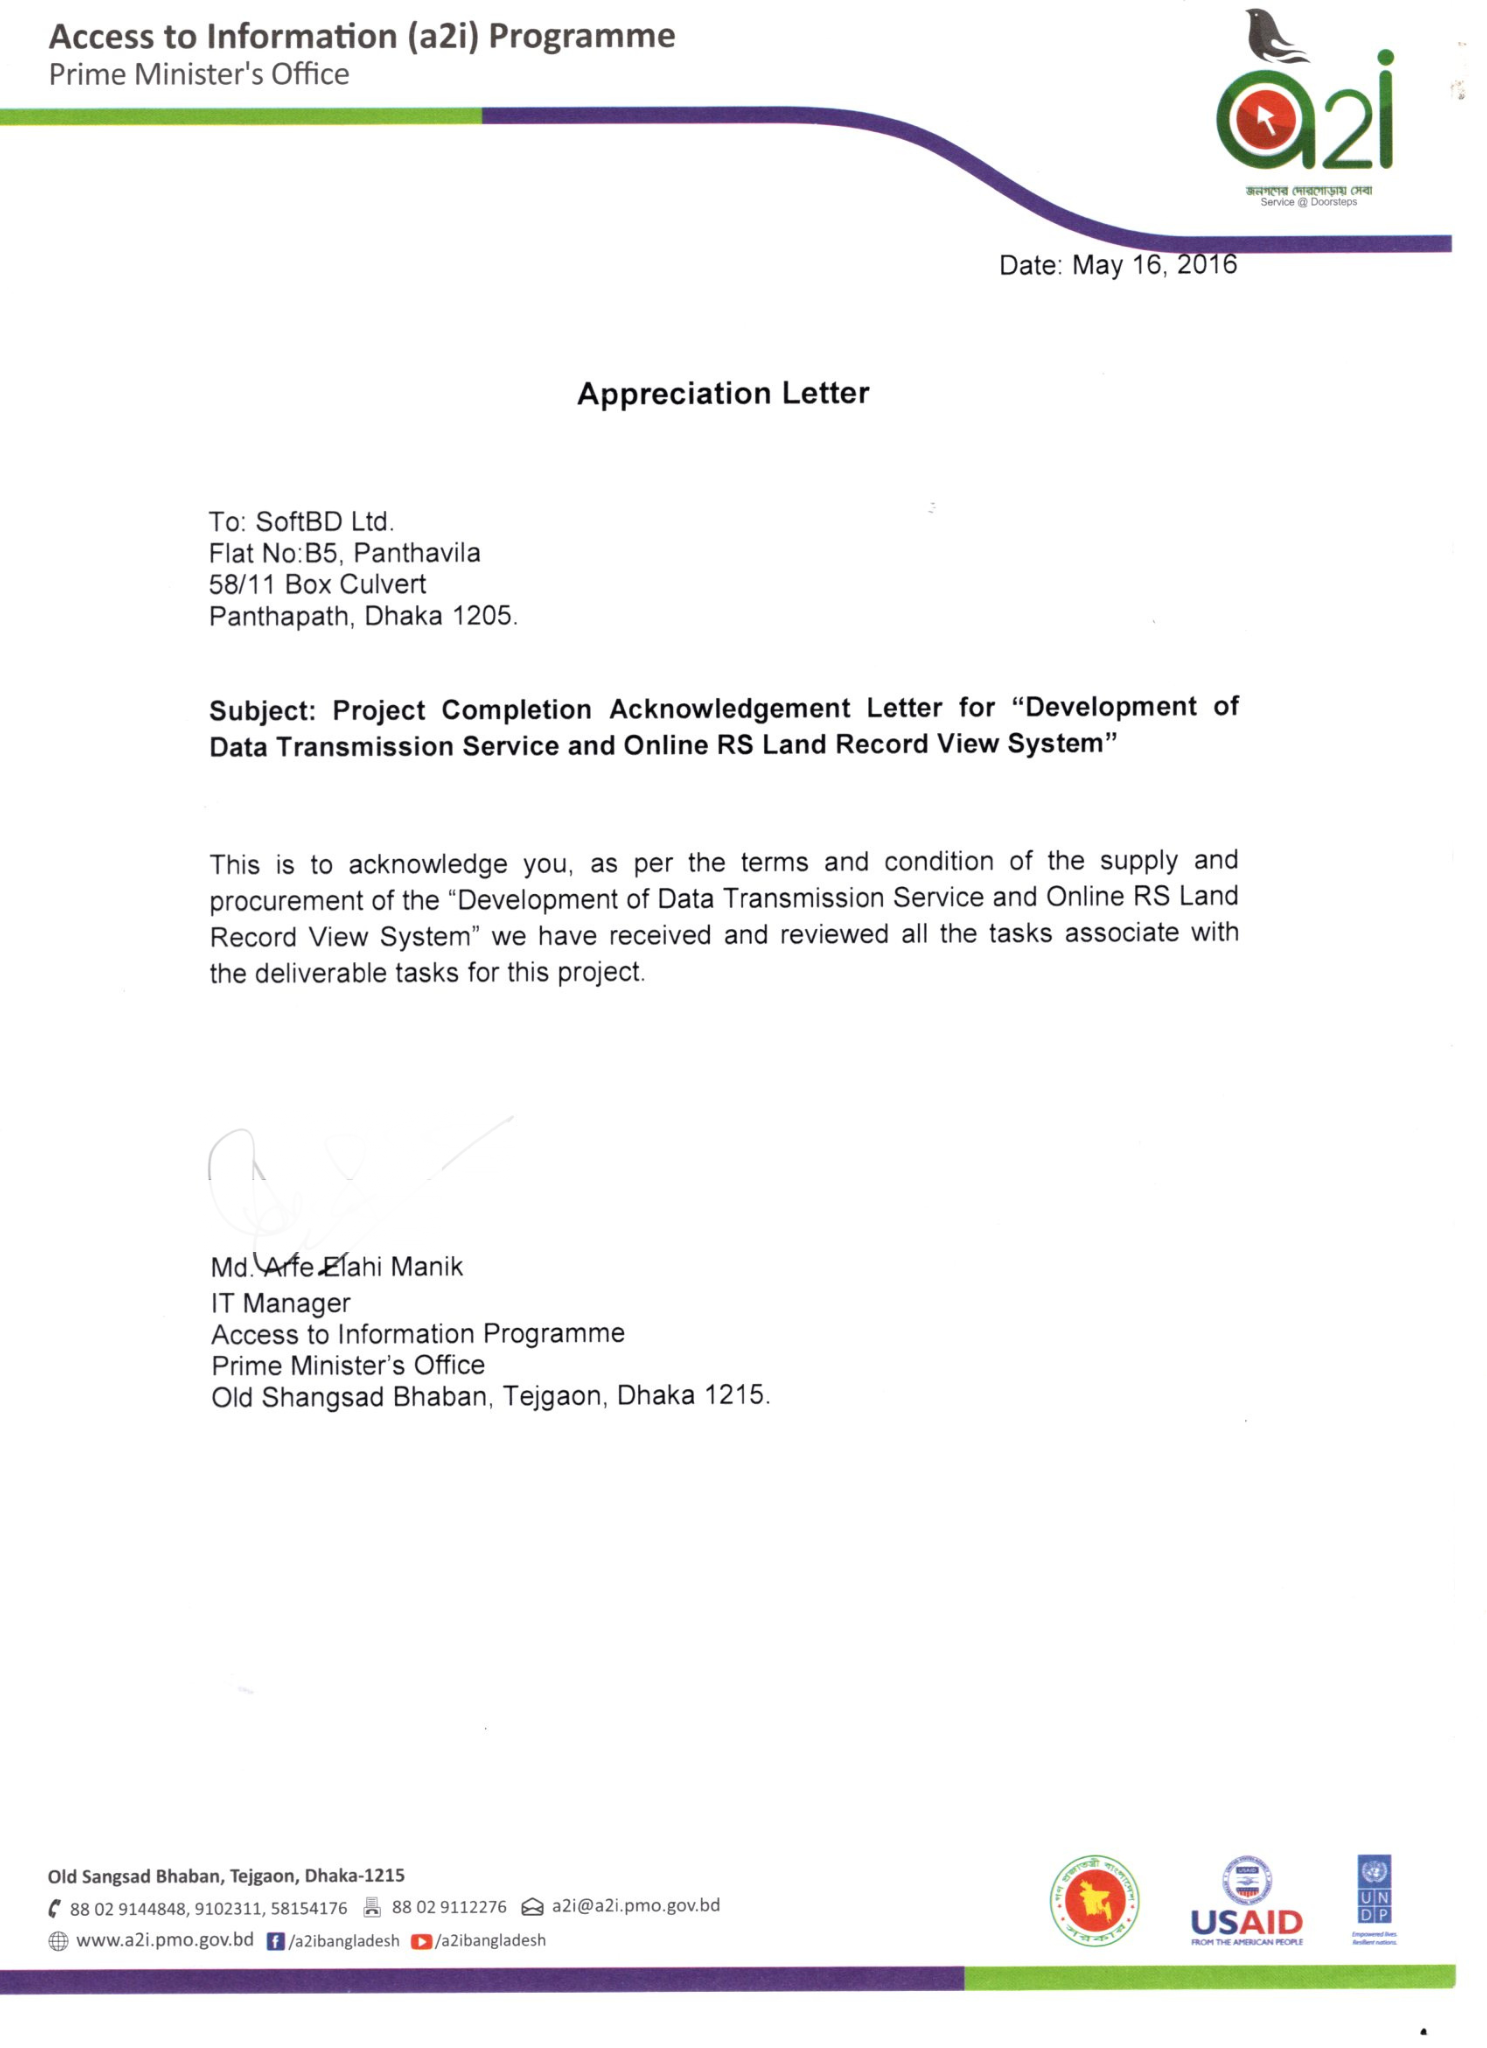 Access to Information (a2i) Programme
Prime Minister's Office
a2i
জনগণের দোরগোড়ায় সেবা
Service @ Doorsteps
Date: May 16, 2016
Appreciation Letter
To: SoftBD Ltd.
Flat No:B5, Panthavila
58/11 Box Culvert
Panthapath, Dhaka 1205.
Subject: Project Completion Acknowledgement Letter for “Development of
Data Transmission Service and Online RS Land Record View System”
This is to acknowledge you, as per the terms and condition of the supply and
procurement of the “Development of Data Transmission Service and Online RS Land
Record View System” we have received and reviewed all the tasks associate with
the deliverable tasks for this project.
Md. Arfe Elahi Manik
IT Manager
Access to Information Programme
Prime Minister’s Office
Old Shangsad Bhaban, Tejgaon, Dhaka 1215.
Old Sangsad Bhaban, Tejgaon, Dhaka-1215
88 02 9144848, 9102311, 58154176 88 02 9112276 a2i@a2i.pmo.gov.bd
www.a2i.pmo.gov.bd /a2ibangladesh /a2ibangladesh
গণপ্রজাতন্ত্রী বাংলাদেশ
সরকার
USAID
USAID
FROM THE AMERICAN PEOPLE
UN
DP
Empowered lives.
Resilient nations.